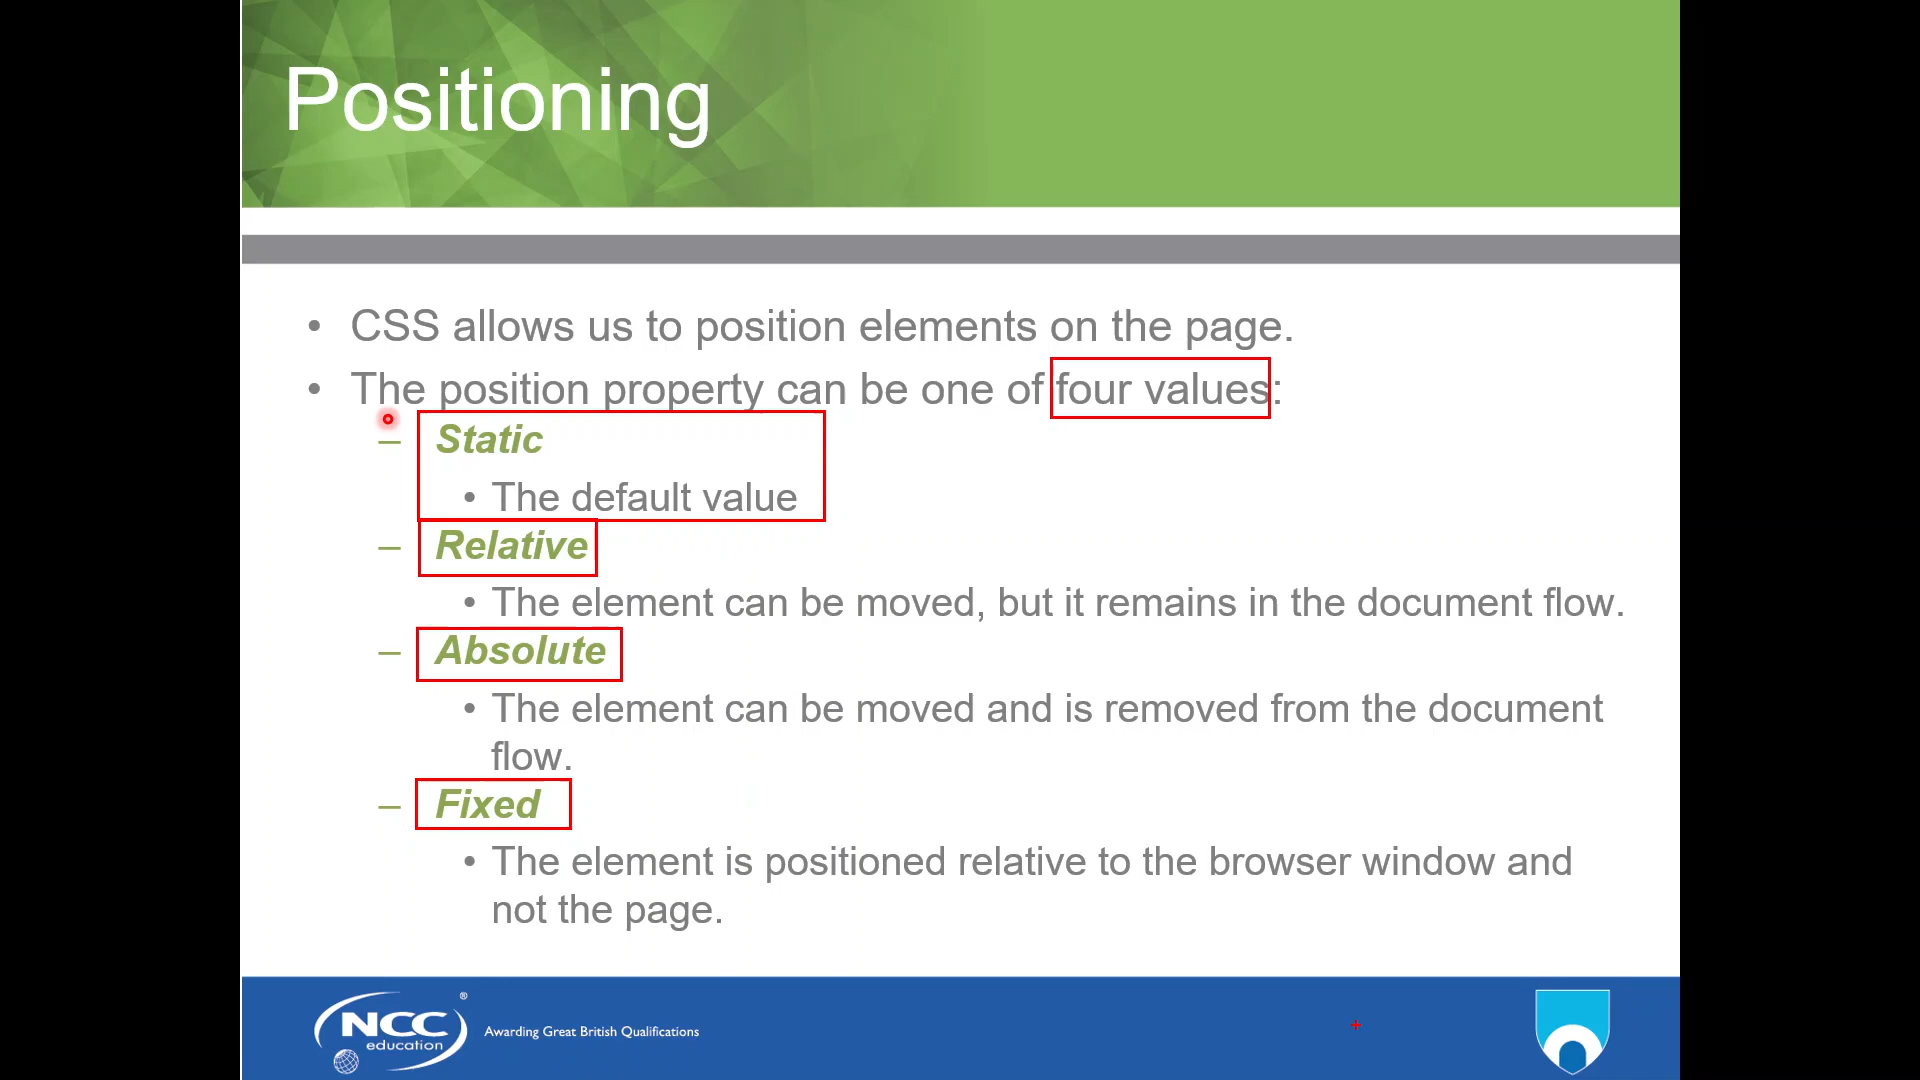 Positioning
• CSS allows us to position elements on the page.
• The position property can be one of four values:
– Static
• The default value
– Relative
• The element can be moved, but it remains in the document flow.
– Absolute
• The element can be moved and is removed from the document
flow.
– Fixed
• The element is positioned relative to the browser window and
not the page.
NCC ®
education
Awarding Great British Qualifications